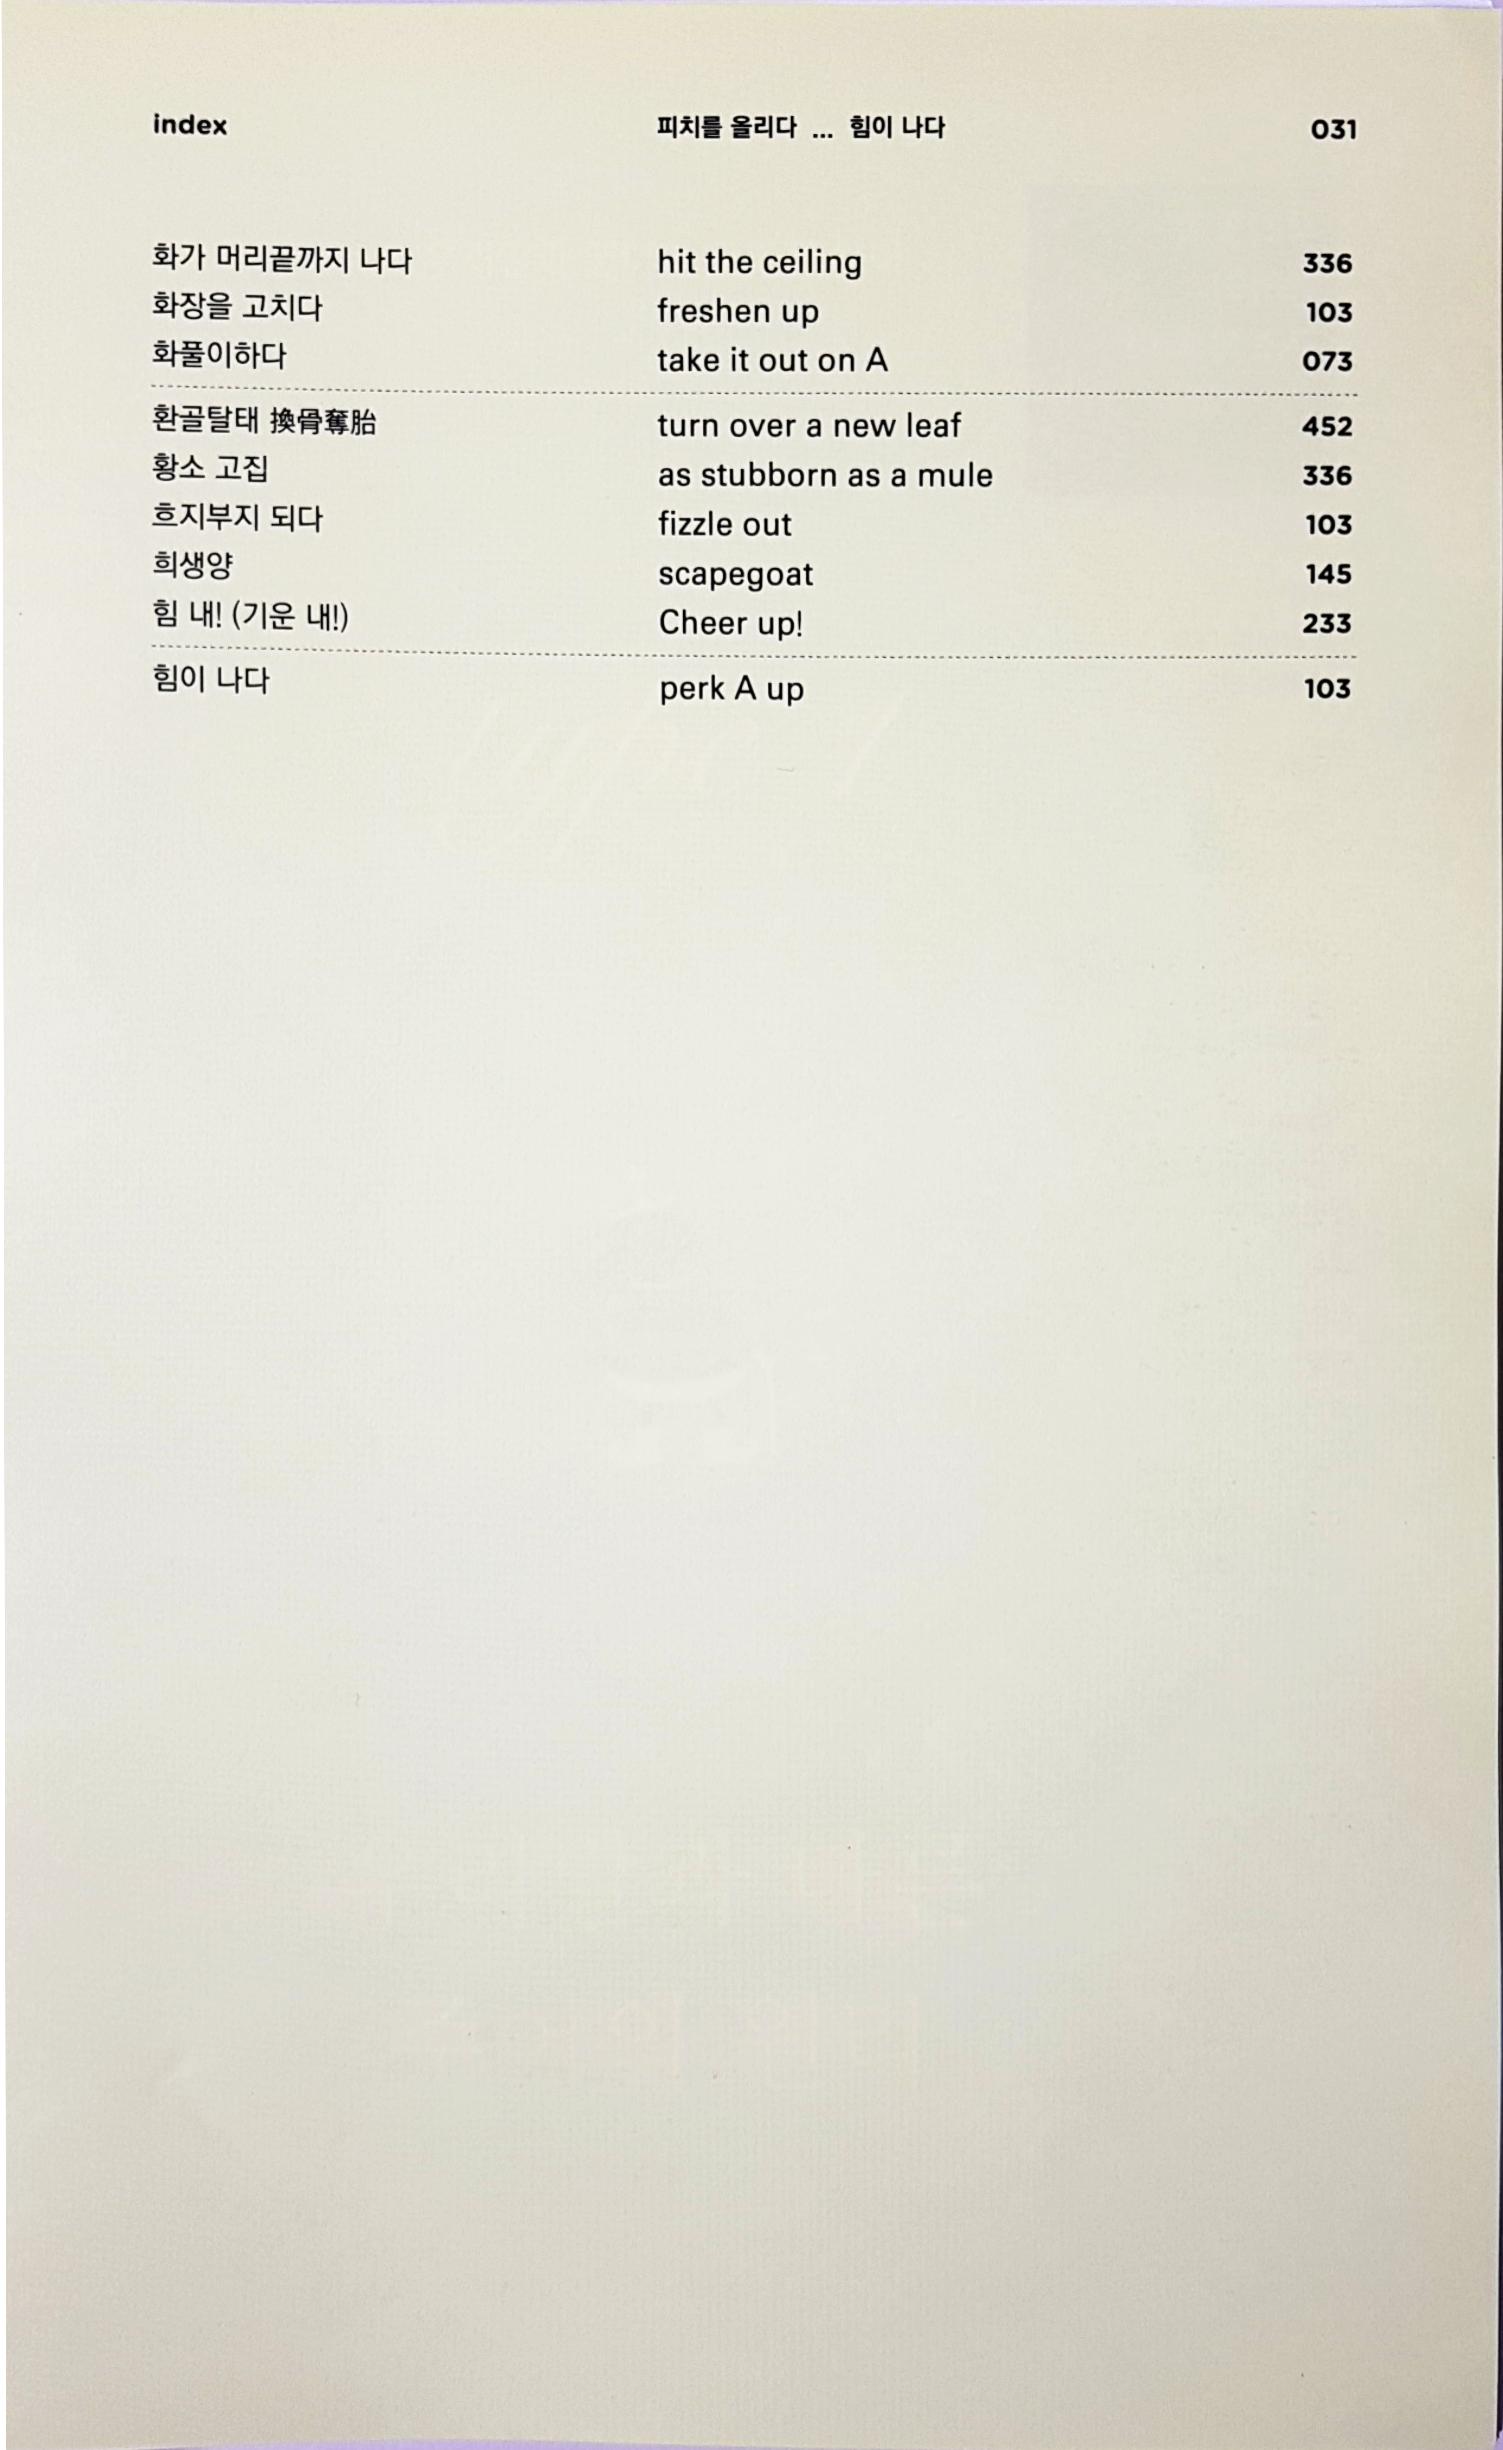 index 피치를 올리다 ... 힘이 나다 031
화가 머리끝까지 나다 hit the ceiling 336
화장을 고치다 freshen up 103
화풀이하다 take it out on A 073
환골탈태 換骨奪胎 turn over a new leaf 452
황소 고집 as stubborn as a mule 336
흐지부지 되다 fizzle out 103
희생양 scapegoat 145
힘 내! (기운 내!) Cheer up! 233
힘이 나다 perk A up 103